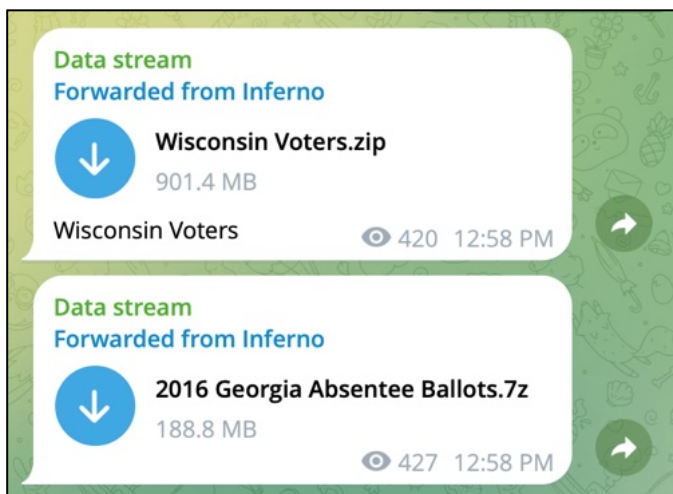 Data stream
Forwarded from Inferno
Wisconsin Voters.zip
901.4 MB
Wisconsin Voters 420 12:58 PM
Data stream
Forwarded from Inferno
2016 Georgia Absentee Ballots.7z
188.8 MB
427 12:58 PM